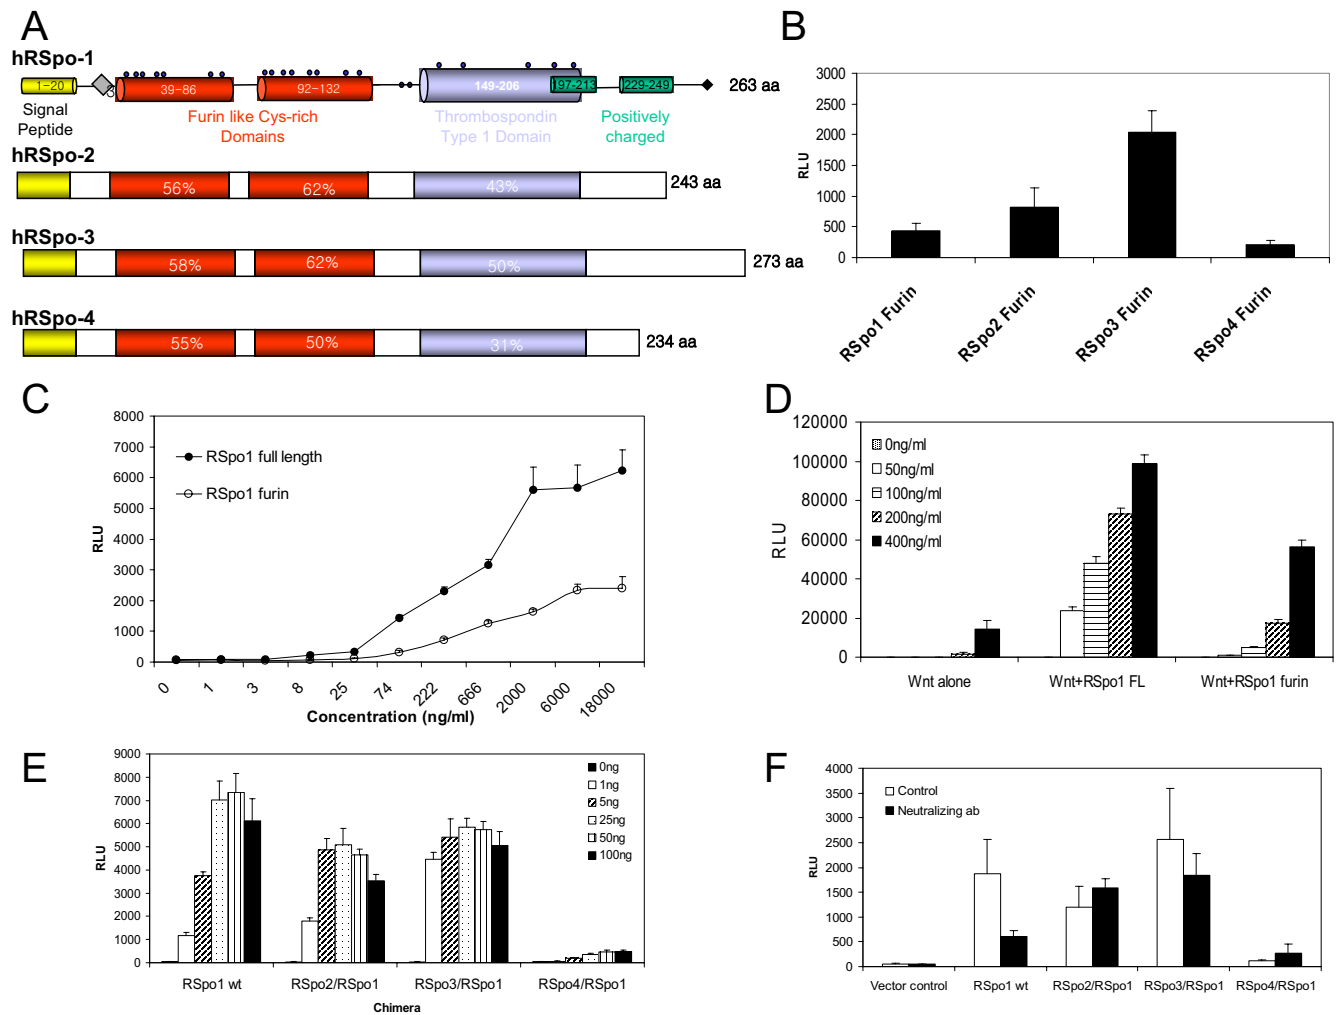 A
hRSpo-1
1-20
39-86
92-132
149-206
197-213
229-249
263 aa
Signal
Peptide
Furin like Cys-rich
Domains
Thrombospondin
Type 1 Domain
Positively
charged
hRSpo-2
56%
62%
43%
243 aa
hRSpo-3
58%
62%
50%
273 aa
hRSpo-4
55%
50%
31%
234 aa
B
3000
2500
2000
1500
1000
500
0
RLU
RSpo1 Furin
RSpo2 Furin
RSpo3 Furin
RSpo4 Furin
C
8000
7000
6000
5000
4000
3000
2000
1000
0
RLU
RSpo1 full length
RSpo1 furin
0
1
3
8
25
74
222
666
2000
6000
18000
Concentration (ng/ml)
D
120000
100000
80000
60000
40000
20000
0
RLU
0ng/ml
50ng/ml
100ng/ml
200ng/ml
400ng/ml
Wnt alone
Wnt+RSpo1 FL
Wnt+RSpo1 furin
E
9000
8000
7000
6000
5000
4000
3000
2000
1000
0
RLU
0ng
1ng
5ng
25ng
50ng
100ng
RSpo1 wt
RSpo2/RSpo1
RSpo3/RSpo1
RSpo4/RSpo1
Chimera
F
4000
3500
3000
2500
2000
1500
1000
500
0
RLU
Control
Neutralizing ab
Vector control
RSpo1 wt
RSpo2/RSpo1
RSpo3/RSpo1
RSpo4/RSpo1